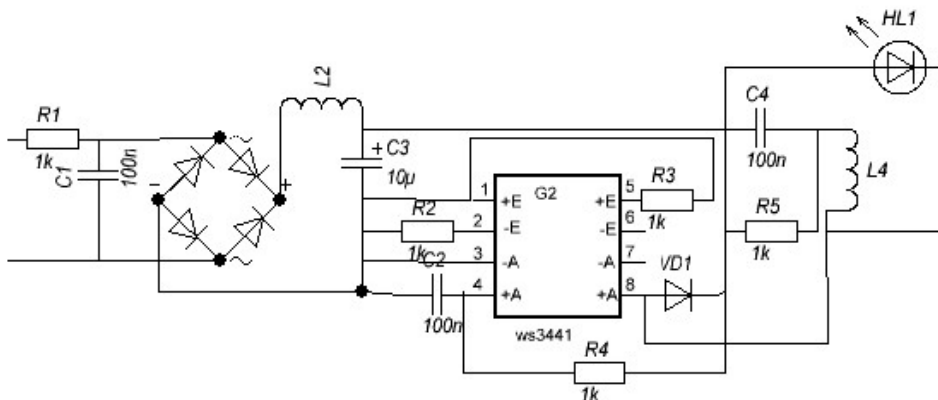 HL1
L2
C4
R1
+
C3
100n
L4
1k
C1
100n
10µ
-
+
1
+E
G2
+E
5
R3
R2
2
-E
-E
6
1k
R5
1k
C2
3
-A
-A
7
VD1
1k
4
+A
+A
8
100n
ws3441
R4
1k